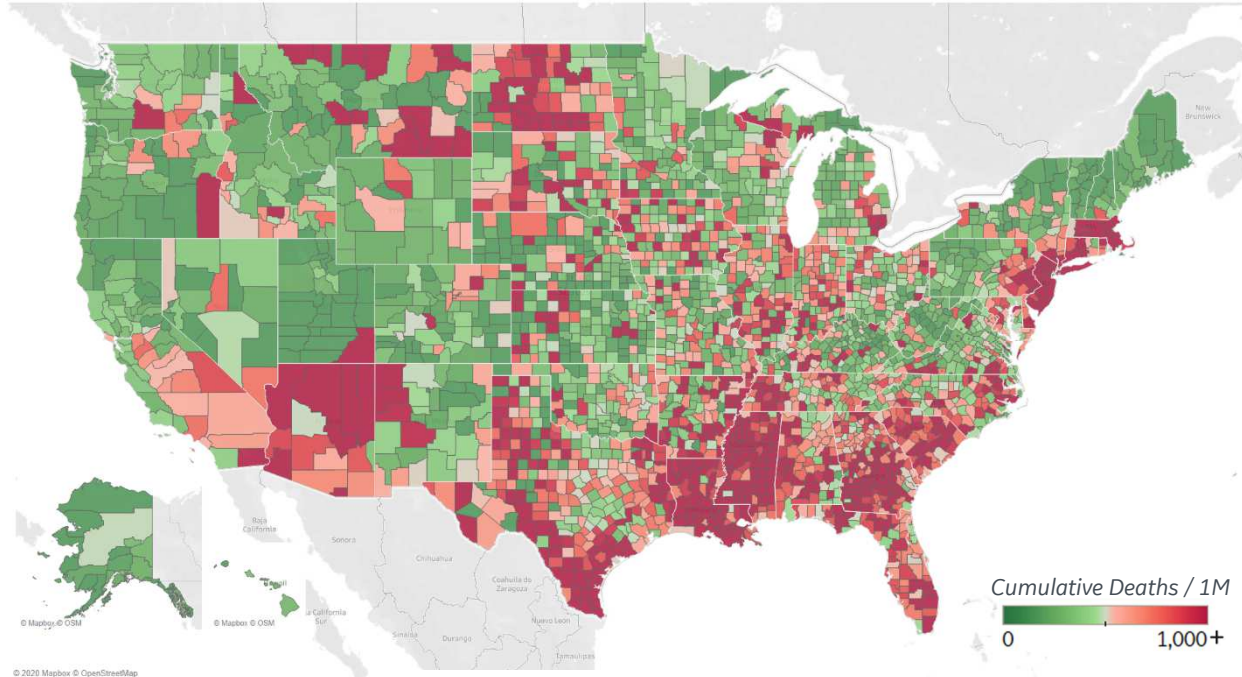 New
Brunswick
Baja
California
Sonora
Chihuahua
Coahuila de
Zaragoza
Nuevo León
Sinaloa
Durango
Tamaulipas
a California
Sur
© Mapbox © OSM
© Mapbox © OSM
Cumulative Deaths / 1M
0
1,000+
© 2020 Mapbox © OpenStreetMap